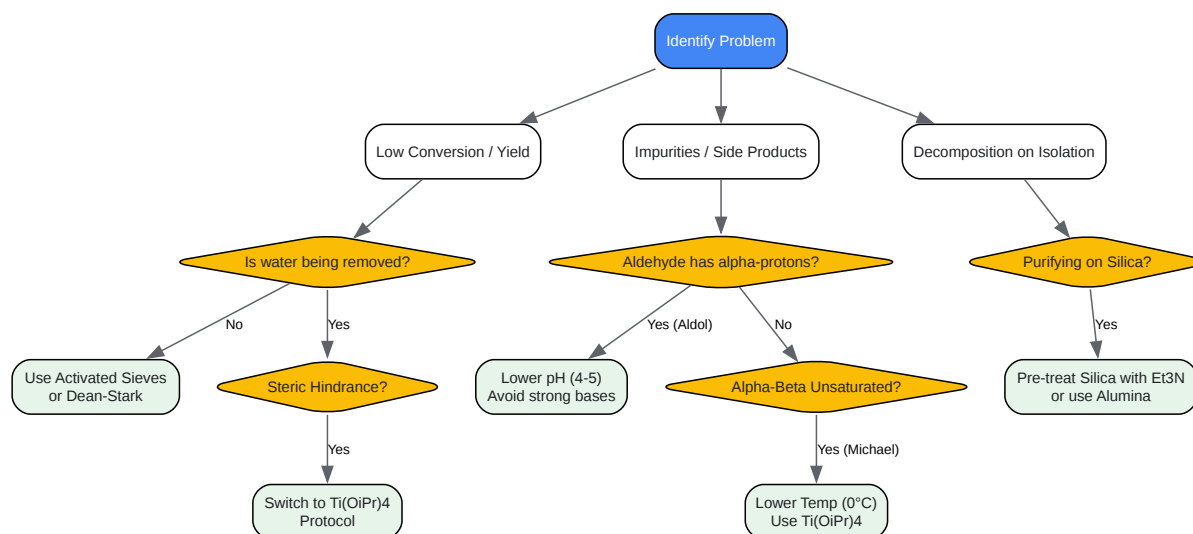 Identify Problem
Low Conversion / Yield
Impurities / Side Products
Decomposition on Isolation
Is water being removed?
Aldehyde has alpha-protons?
Purifying on Silica?
No
Yes
Yes (Aldol)
No
Yes
Use Activated Sieves
or Dean-Stark
Steric Hindrance?
Lower pH (4-5)
Avoid strong bases
Alpha-Beta Unsaturated?
Pre-treat Silica with Et3N
or use Alumina
Yes
Yes (Michael)
Switch to Ti(OiPr)4
Protocol
Lower Temp (0°C)
Use Ti(OiPr)4